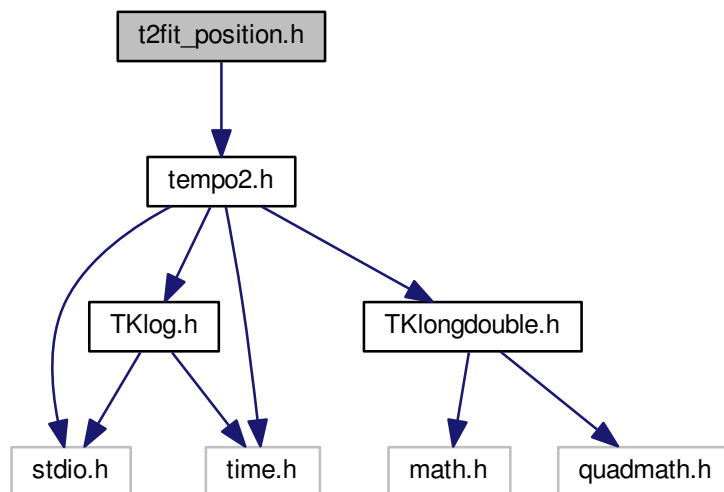 t2fit_position.h
tempo2.h
TKlog.h
TKlongdouble.h
stdio.h
time.h
math.h
quadmath.h